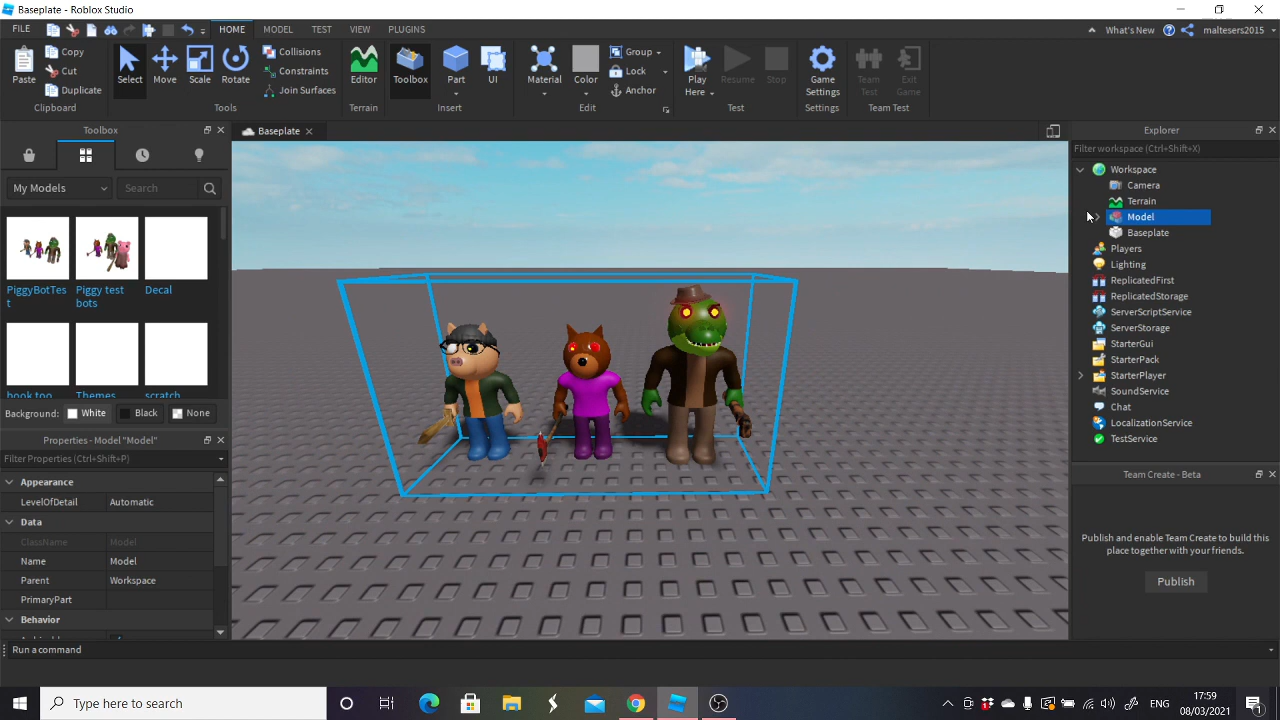 Baseplate - Roblox Studio
FILE HOME MODEL TEST VIEW PLUGINS What's New maltesers2015
Paste Copy Cut Duplicate Clipboard
Select Move Scale Rotate Collisions Constraints Join Surfaces Tools
Editor Terrain
Toolbox Part UI Insert
Material Color Group Lock Anchor Edit
Play Here Resume Stop Test
Game Settings Settings
Team Test Exit Game Team Test
Toolbox
My Models Search
PiggyBotTes
t
Piggy test
bots
Decal
book too
Themes
scratch
Background: White Black None
Properties - Model "Model"
Filter Properties (Ctrl+Shift+P)
Appearance
LevelOfDetail Automatic
Data
ClassName Model
Name Model
Parent Workspace
PrimaryPart
Behavior
Baseplate
Explorer
Filter workspace (Ctrl+Shift+X)
Workspace
Camera
Terrain
Model
Baseplate
Players
Lighting
ReplicatedFirst
ReplicatedStorage
ServerScriptService
ServerStorage
StarterGui
StarterPack
StarterPlayer
SoundService
Chat
LocalizationService
TestService
Team Create - Beta
Publish and enable Team Create to build this
place together with your friends.
Publish
Run a command
Type here to search
ENG
17:59
08/03/2021
1